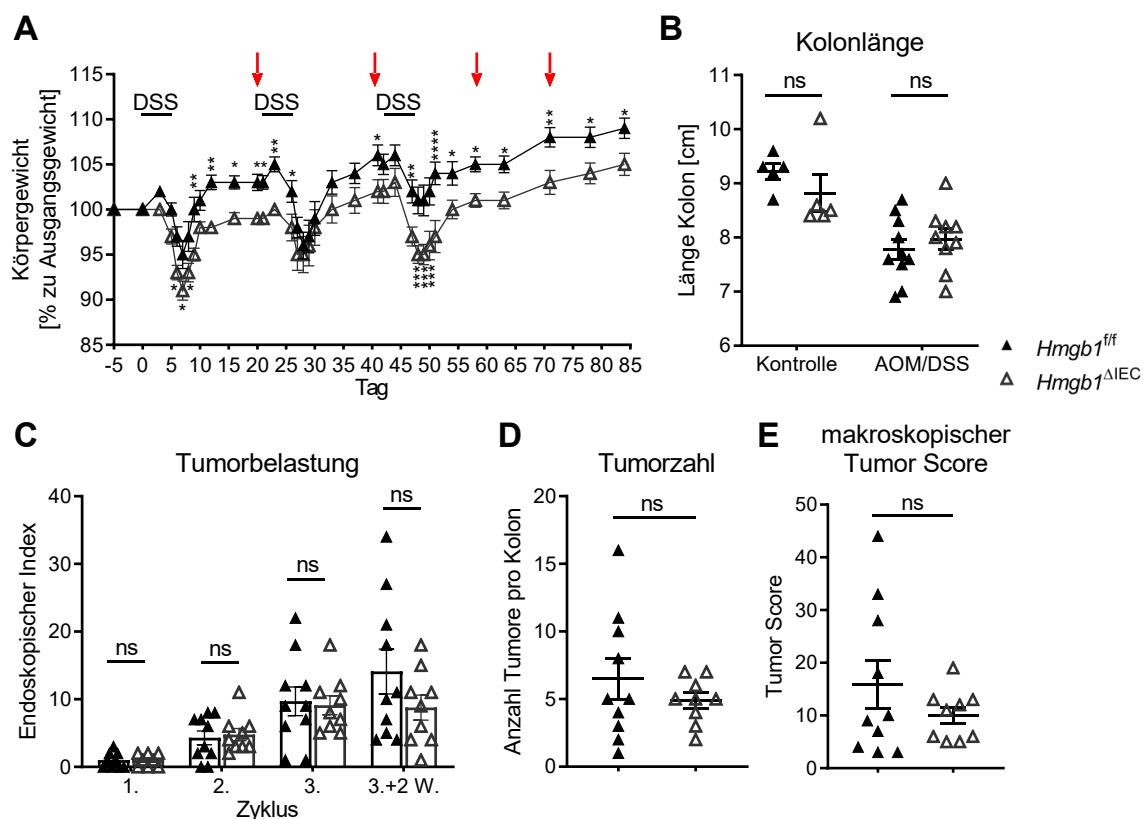 A
DSS DSS DSS
Körpergewicht
[% zu Ausgangsgewicht]
115
110
105
100
95
90
85
** ** * ** ** * * ** **** * * * ** * *
* * * *** *** ***
-5 0 5 10 15 20 25 30 35 40 45 50 55 60 65 70 75 80 85
Tag
B
Kolonlänge
ns ns
Länge Kolon [cm]
10
9
8
7
6
Kontrolle AOM/DSS
Hmgb1f/f
Hmgb1ΔIEC
C
Tumorbelastung
ns ns ns ns
Endoskopischer Index
40
30
20
10
0
1. 2. 3. 3.+2 W.
Zyklus
D
Tumorzahl
ns
Anzahl Tumore pro Kolon
20
15
10
5
0
E
makroskopischer
Tumor Score
ns
Tumor Score
50
40
30
20
10
0